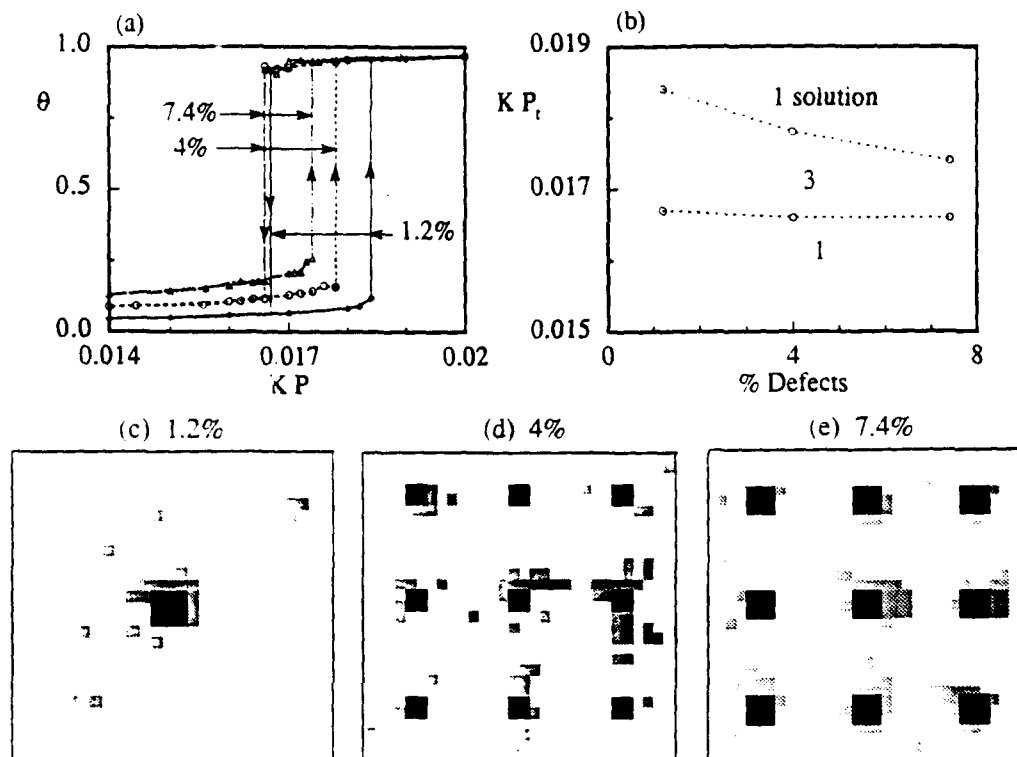 (a)
1.0
θ
0.5
0.0
7.4%
4%
1.2%
0.014
0.017
0.02
K P
(b)
0.019
K Pt
0.017
0.015
1 solution
3
1
0
4
8
% Defects
(c) 1.2%
(d) 4%
(e) 7.4%